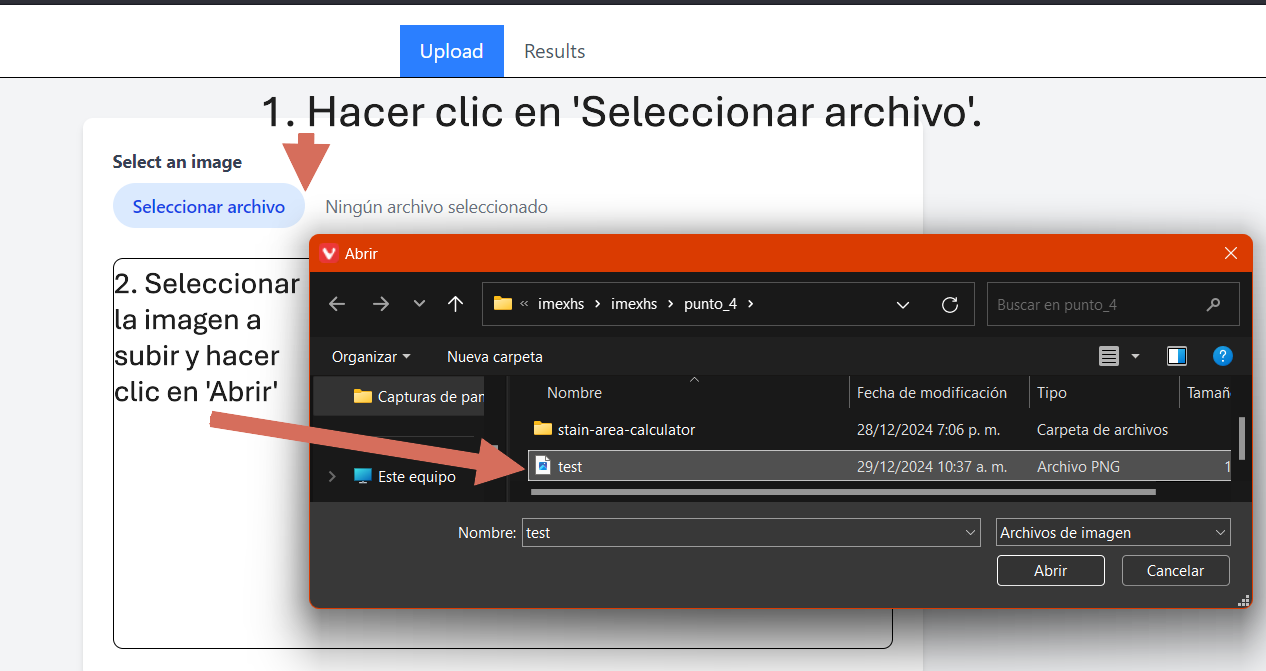 Upload Results
1. Hacer clic en 'Seleccionar archivo'.
Select an image
Seleccionar archivo Ningún archivo seleccionado
2. Seleccionar
la imagen a
subir y hacer
clic en 'Abrir'
Abrir
« imexhs › imexhs › punto_4 › Buscar en punto_4
Organizar Nueva carpeta
Nombre Fecha de modificación Tipo Tamañ
Capturas de pan
stain-area-calculator 28/12/2024 7:06 p. m. Carpeta de archivos
test 29/12/2024 10:37 a. m. Archivo PNG 1
Este equipo
Nombre: test Archivos de imagen
Abrir Cancelar